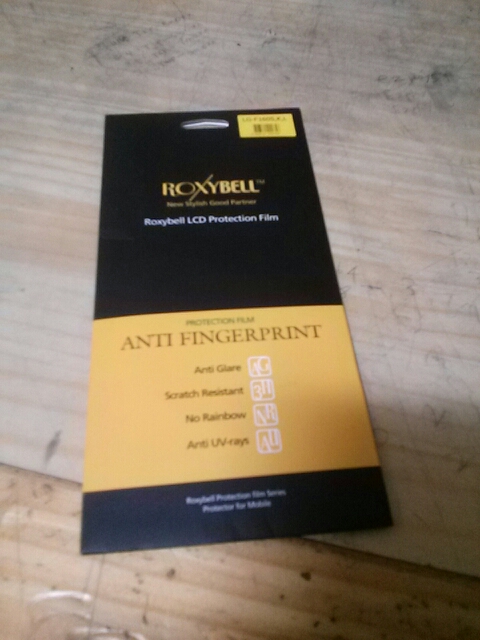 ROXYBELL™
New Stylish Good Partner
Roxybell LCD Protection Film
PROTECTION FILM
ANTI FINGERPRINT
Anti Glare
Scratch Resistant
No Rainbow
Anti UV-rays
Roxybell Protection Film Series
Protector for Mobile